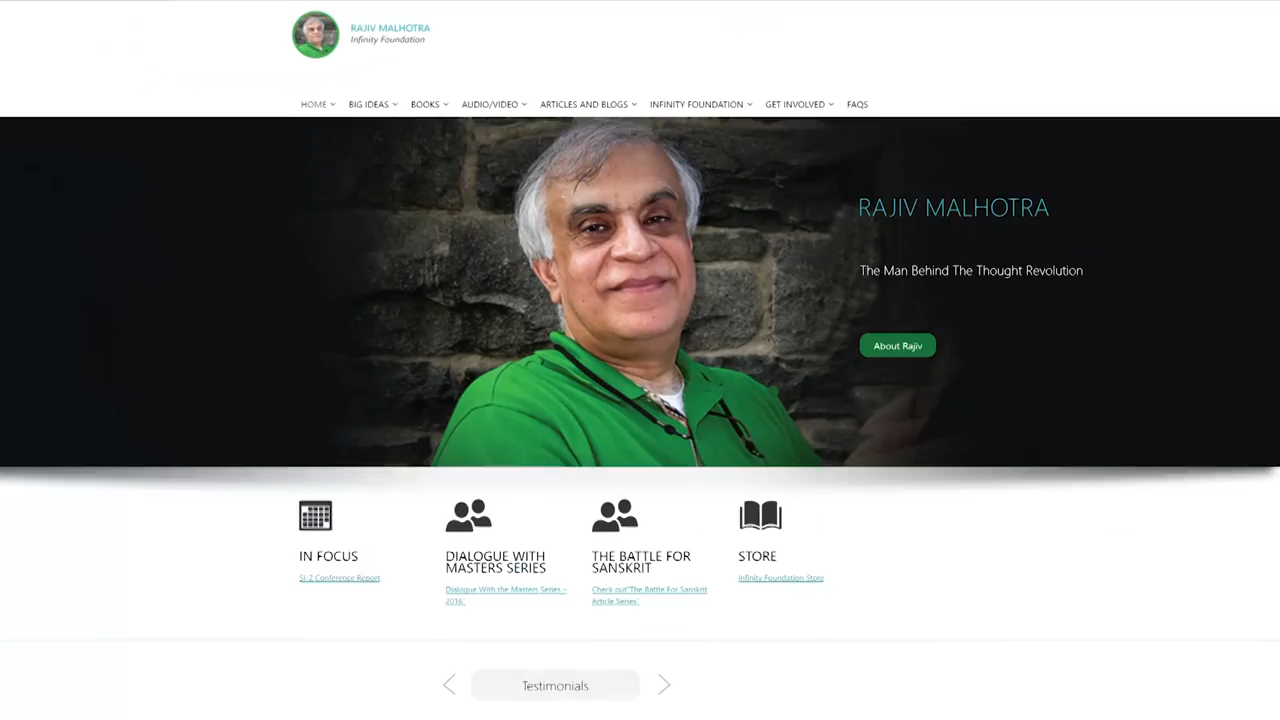 RAJIV MALHOTRA
Infinity Foundation
HOME BIG IDEAS BOOKS AUDIO/VIDEO ARTICLES AND BLOGS INFINITY FOUNDATION GET INVOLVED FAQS
RAJIV MALHOTRA
The Man Behind The Thought Revolution
About Rajiv
IN FOCUS
SI-2 Conference Report
DIALOGUE WITH
MASTERS SERIES
Dialogue With the Masters Series –
2016"
THE BATTLE FOR
SANSKRIT
Check out"The Battle For Sanskrit
Article Series"
STORE
Infinity Foundation Store
Testimonials